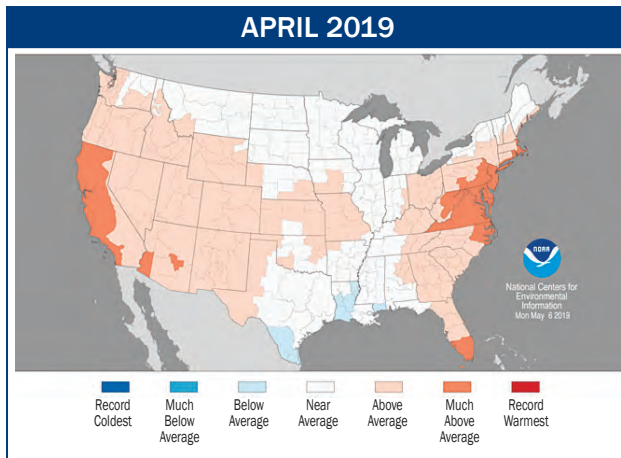 APRIL 2019
NOAA
National Centers for
Environmental
Information
Mon May 6 2019
Record
Coldest
Much
Below
Average
Below
Average
Near
Average
Above
Average
Much
Above
Average
Record
Warmest